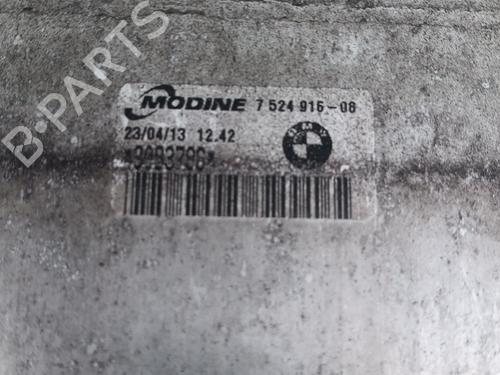 B-PARTS
MODINE 7 524 916-08
23/04/13 12.42
BMW